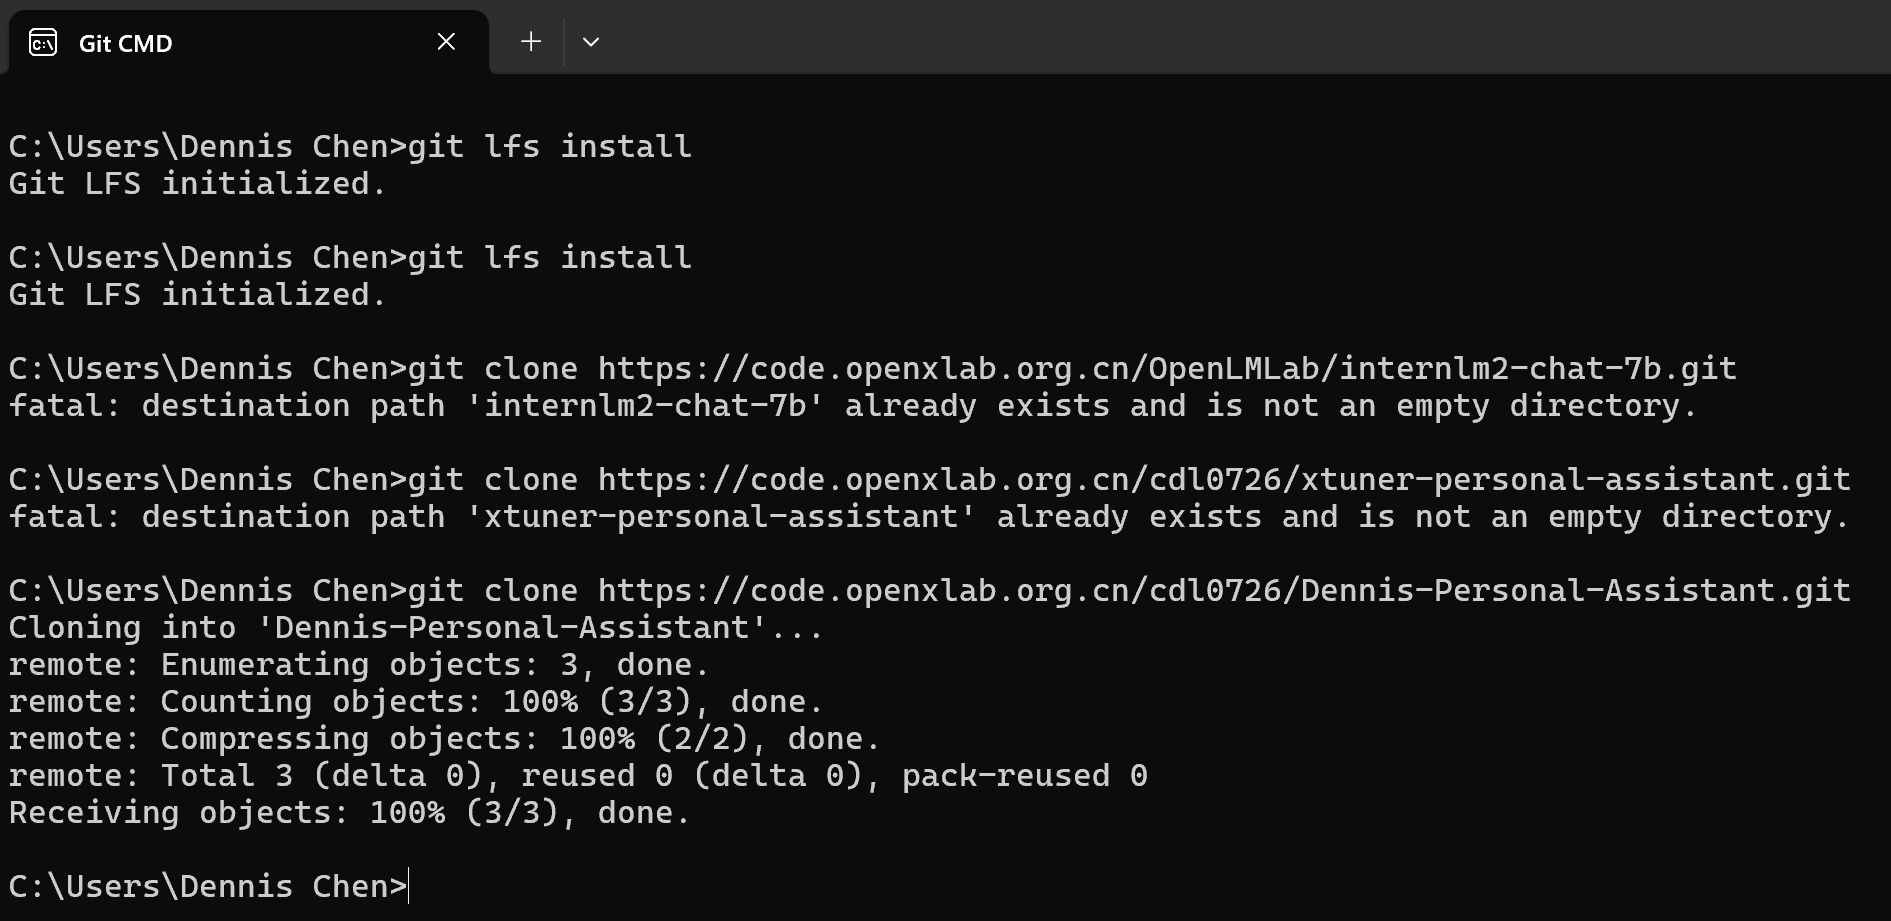 Git CMD
C:\Users\Dennis Chen>git lfs install
Git LFS initialized.
C:\Users\Dennis Chen>git lfs install
Git LFS initialized.
C:\Users\Dennis Chen>git clone https://code.openxlab.org.cn/OpenLMLab/internlm2-chat-7b.git
fatal: destination path 'internlm2-chat-7b' already exists and is not an empty directory.
C:\Users\Dennis Chen>git clone https://code.openxlab.org.cn/cdl0726/xtuner-personal-assistant.git
fatal: destination path 'xtuner-personal-assistant' already exists and is not an empty directory.
C:\Users\Dennis Chen>git clone https://code.openxlab.org.cn/cdl0726/Dennis-Personal-Assistant.git
Cloning into 'Dennis-Personal-Assistant'...
remote: Enumerating objects: 3, done.
remote: Counting objects: 100% (3/3), done.
remote: Compressing objects: 100% (2/2), done.
remote: Total 3 (delta 0), reused 0 (delta 0), pack-reused 0
Receiving objects: 100% (3/3), done.
C:\Users\Dennis Chen>